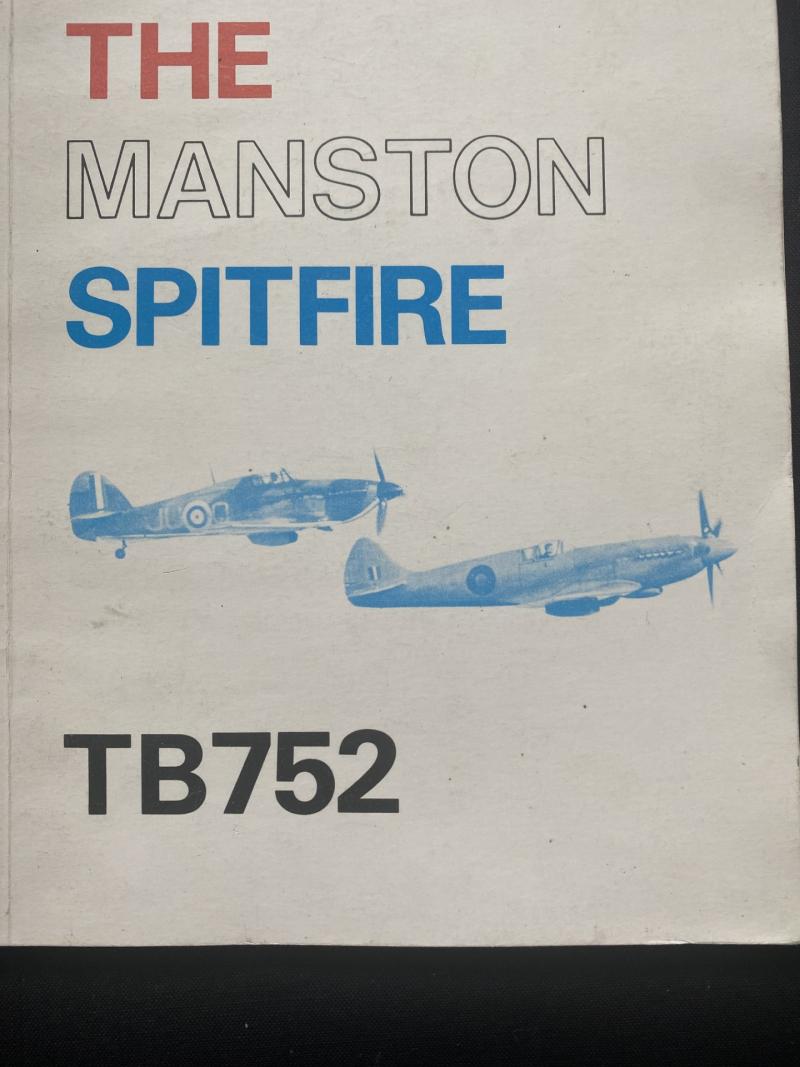 THE
MANSTON
SPITFIRE
TB752